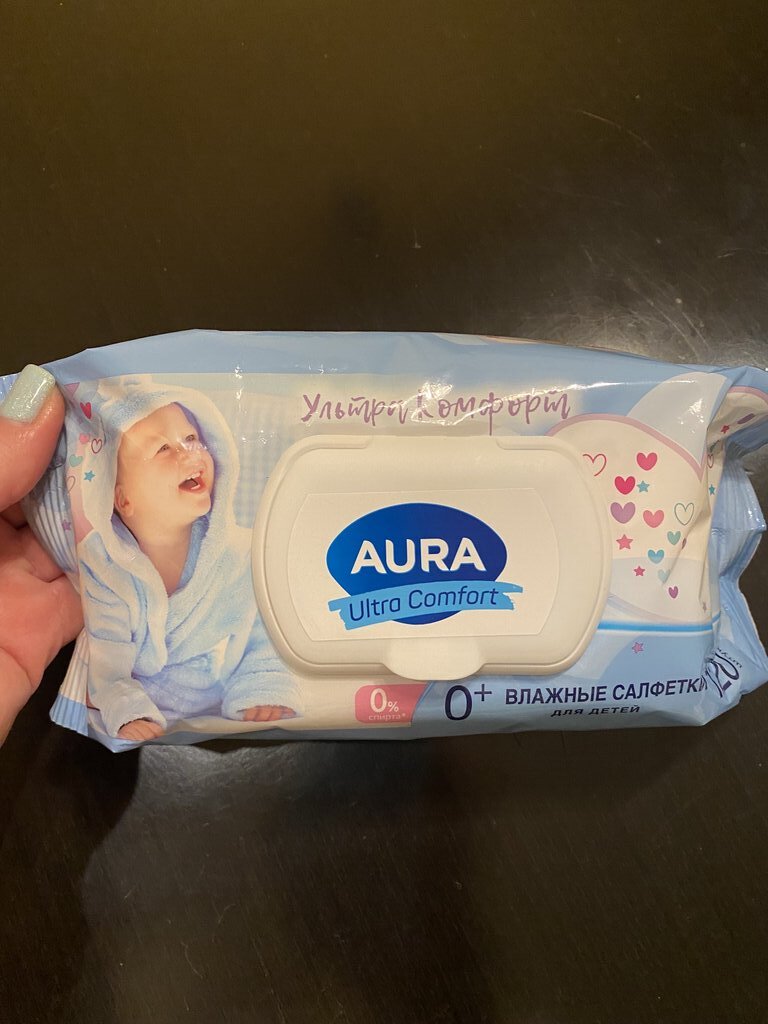 Ультра Комфорт
AURA
Ultra Comfort
0%
спирта*
0+
ВЛАЖНЫЕ САЛФЕТКИ
ДЛЯ ДЕТЕЙ
120